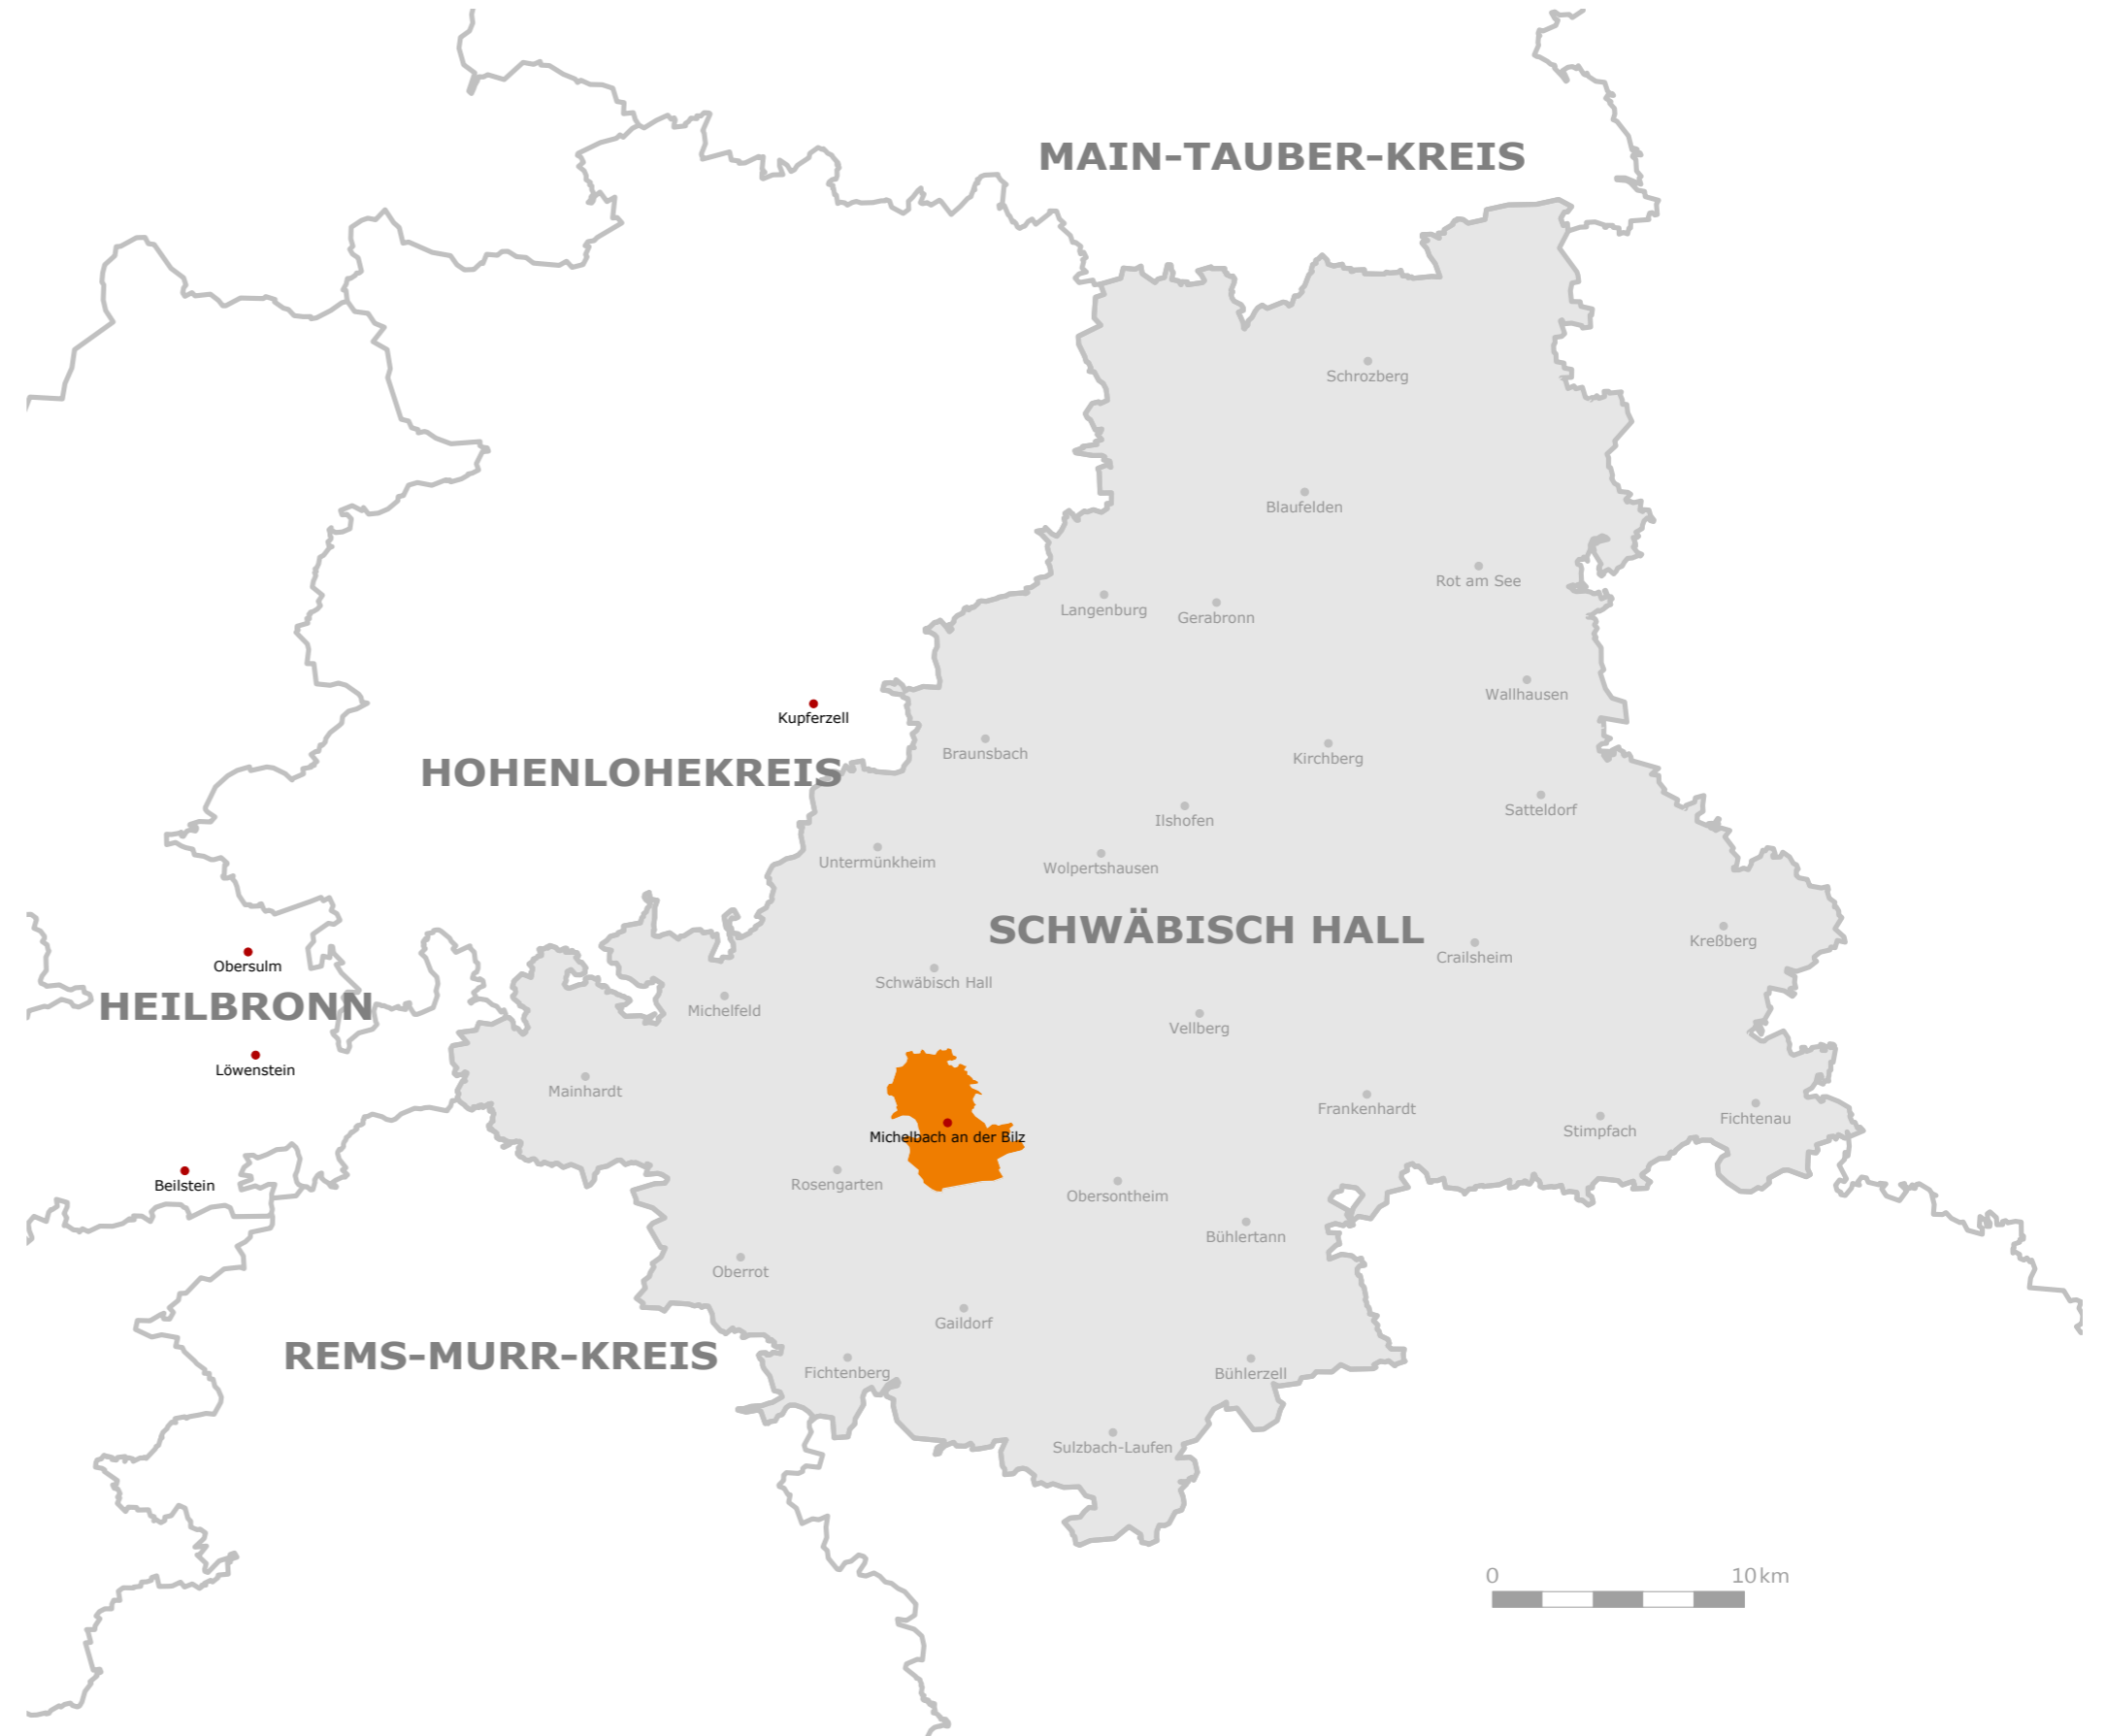 MAIN-TAUBER-KREIS
Schrozberg
Blaufelden
Rot am See
Langenburg
Gerabronn
Wallhausen
Kupferzell
Braunsbach
Kirchberg
HOHENLOHEKREIS
Satteldorf
Ilshofen
Untermünkheim
Wolpertshausen
SCHWÄBISCH HALL
Kreßberg
Crailsheim
Obersulm
Schwäbisch Hall
HEILBRONN
Michelfeld
Vellberg
Löwenstein
Mainhardt
Frankenhardt
Fichtenau
Stimpfach
Michelbach an der Bilz
Beilstein
Rosengarten
Obersontheim
Bühlertann
Oberrot
Gaildorf
REMS-MURR-KREIS
Fichtenberg
Bühlerzell
Sulzbach-Laufen
0 10 km